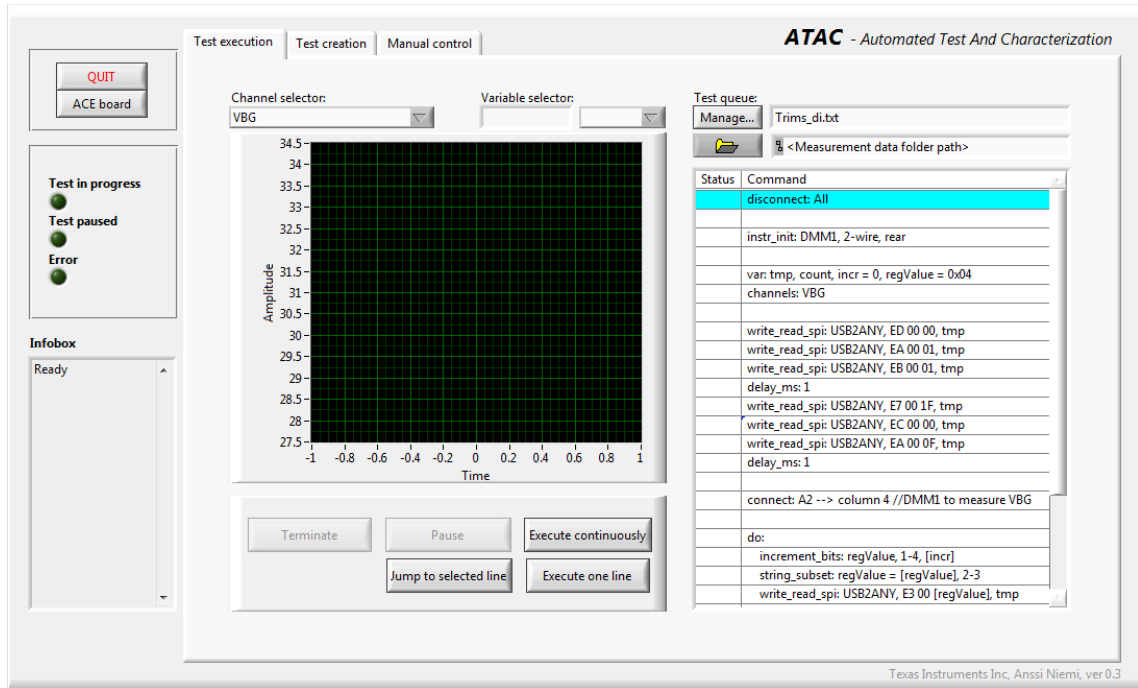 Test execution
Test creation
Manual control
ATAC - Automated Test And Characterization
QUIT
ACE board
Test in progress
Test paused
Error
Infobox
Ready
Channel selector:
VBG
Variable selector:
34.5
34
33.5
33
32.5
32
31.5
31
30.5
30
29.5
29
28.5
28
27.5
Amplitude
-1 -0.8 -0.6 -0.4 -0.2 0 0.2 0.4 0.6 0.8 1
Time
Terminate
Pause
Execute continuously
Jump to selected line
Execute one line
Test queue:
Manage... Trims_di.txt
<Measurement data folder path>
Status Command
disconnect: All
instr_init: DMM1, 2-wire, rear
var: tmp, count, incr = 0, regValue = 0x04
channels: VBG
write_read_spi: USB2ANY, ED 00 00, tmp
write_read_spi: USB2ANY, EA 00 01, tmp
write_read_spi: USB2ANY, EB 00 01, tmp
delay_ms: 1
write_read_spi: USB2ANY, E7 00 1F, tmp
write_read_spi: USB2ANY, EC 00 00, tmp
write_read_spi: USB2ANY, EA 00 0F, tmp
delay_ms: 1
connect: A2 --> column 4 //DMM1 to measure VBG
do:
increment_bits: regValue, 1-4, [incr]
string_subset: regValue = [regValue], 2-3
write_read_spi: USB2ANY, E3 00 [regValue], tmp
Texas Instruments Inc, Anssi Niemi, ver 0.3